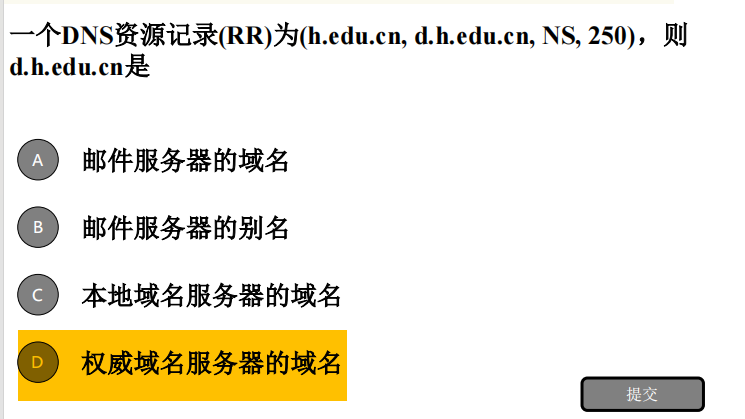 一个DNS资源记录(RR)为(h.edu.cn, d.h.edu.cn, NS, 250)，则
d.h.edu.cn是
A 邮件服务器的域名
B 邮件服务器的别名
C 本地域名服务器的域名
D 权威域名服务器的域名
提交